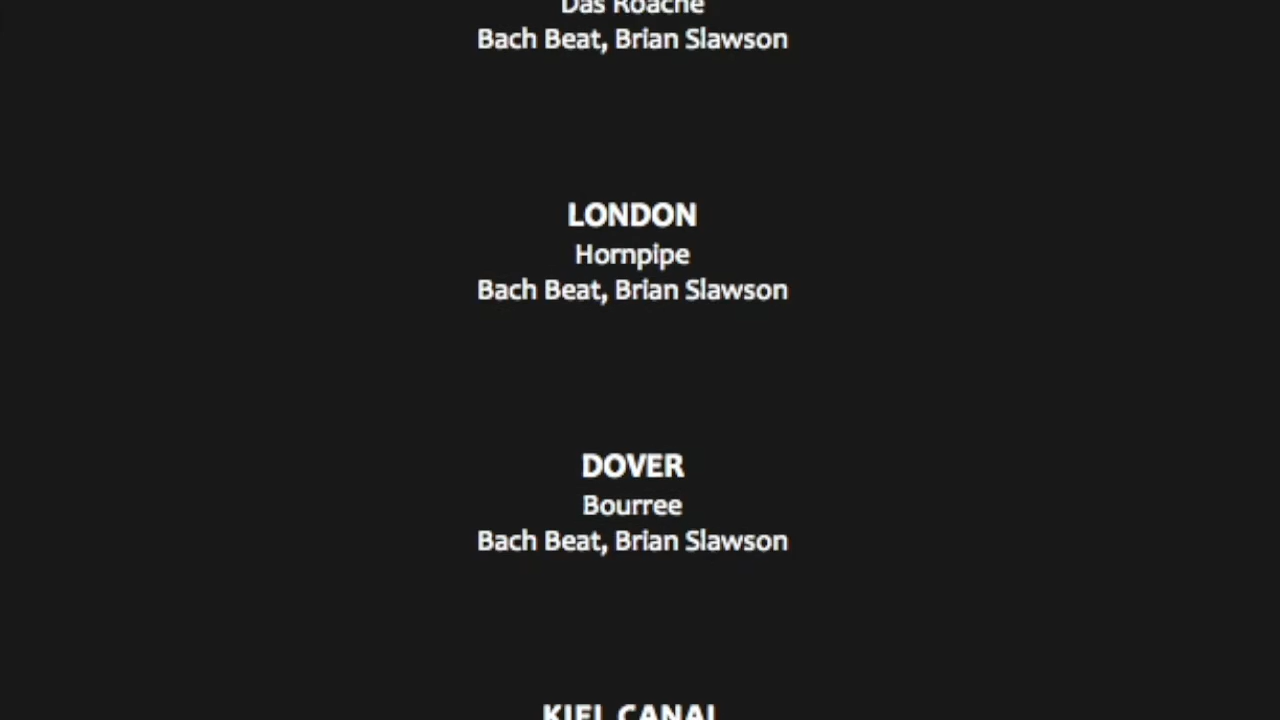 Das Roache
Bach Beat, Brian Slawson
LONDON
Hornpipe
Bach Beat, Brian Slawson
DOVER
Bourree
Bach Beat, Brian Slawson
KIEL CANAL